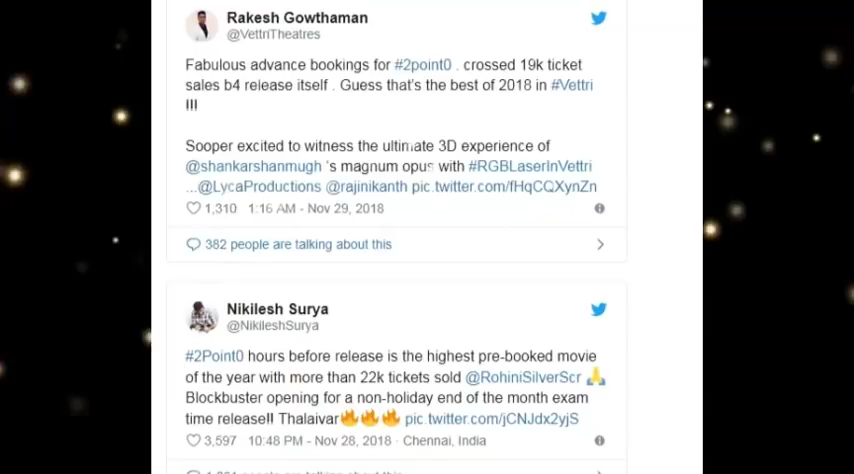 Rakesh Gowthaman
@VettriTheatres
Fabulous advance bookings for #2point0 . crossed 19k ticket
sales b4 release itself . Guess that's the best of 2018 in #Vettri
!!!
Sooper excited to witness the ultimate 3D experience of
@shankarshanmugh 's magnum opus with #RGBLaserInVettri
...@LycaProductions @rajinikanth pic.twitter.com/fHqCQXynZn
1,310 1:16 AM - Nov 29, 2018
382 people are talking about this
Nikilesh Surya
@NikileshSurya
#2Point0 hours before release is the highest pre-booked movie
of the year with more than 22k tickets sold @RohiniSilverScr 🙏
Blockbuster opening for a non-holiday end of the month exam
time release!! Thalaivar🔥🔥🔥 pic.twitter.com/jCNJdx2yjS
3,597 10:48 PM - Nov 28, 2018 · Chennai, India
people are talking about this